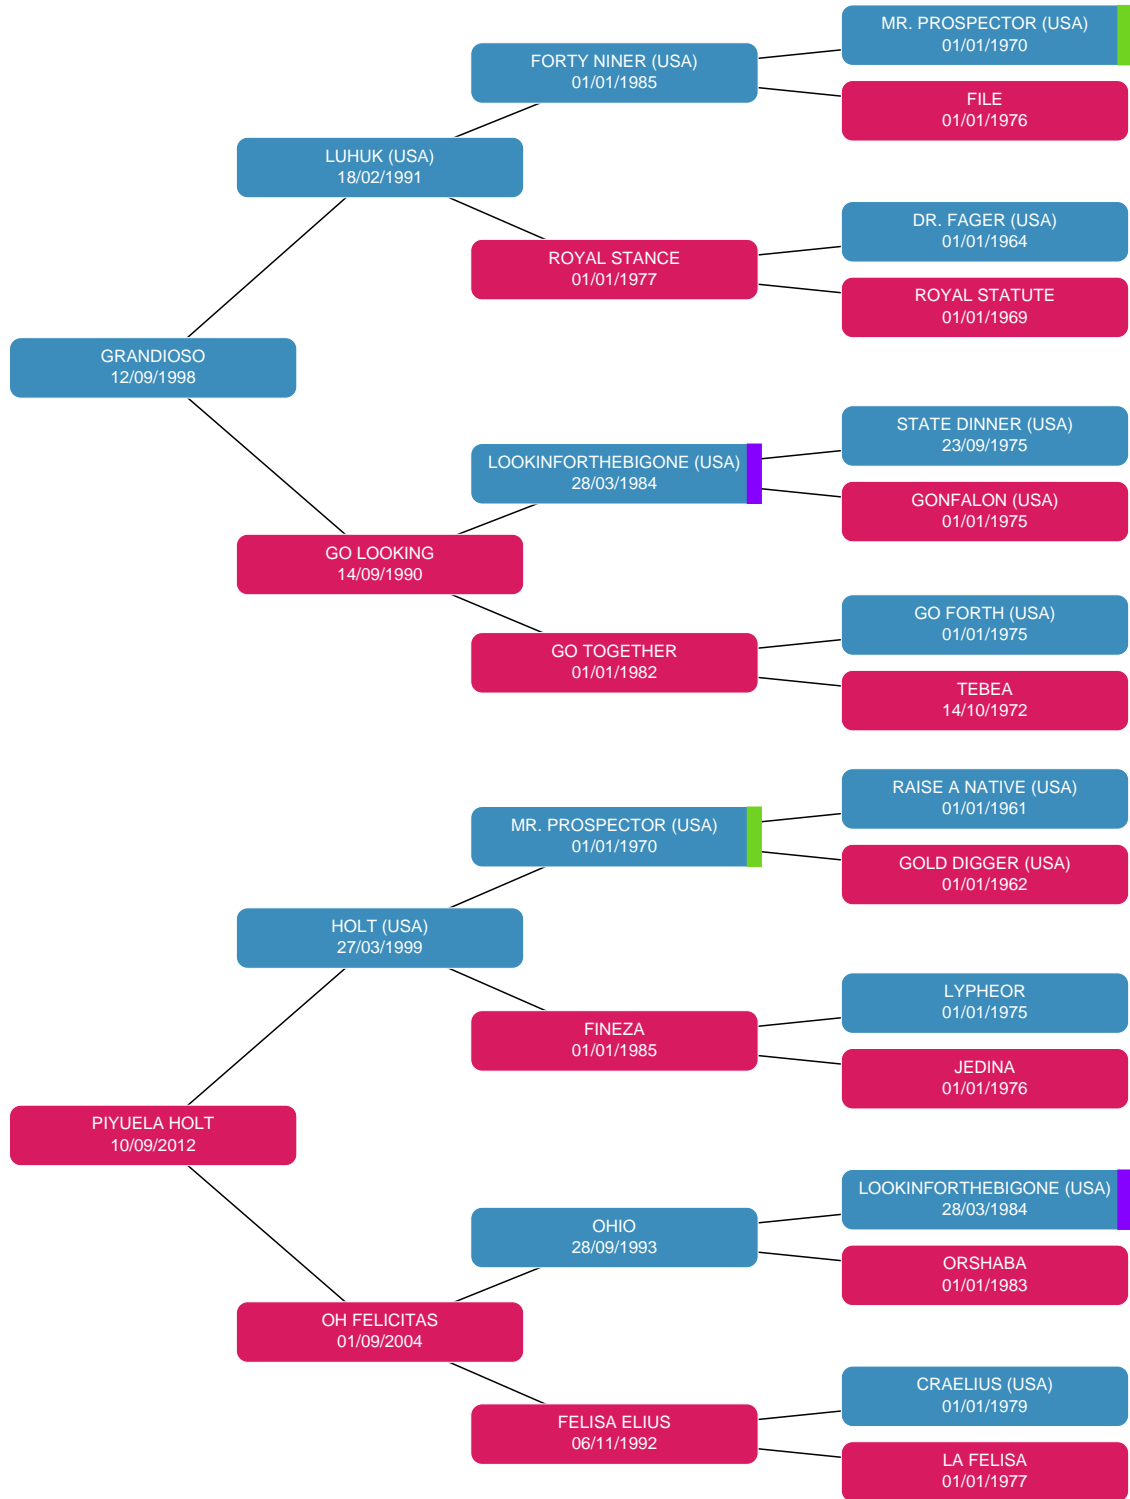 MR. PROSPECTOR (USA)
01/01/1970
FORTY NINER (USA)
01/01/1985
FILE
01/01/1976
LUHUK (USA)
18/02/1991
DR. FAGER (USA)
01/01/1964
ROYAL STANCE
01/01/1977
ROYAL STATUTE
01/01/1969
GRANDIOSO
12/09/1998
STATE DINNER (USA)
23/09/1975
LOOKINFORTHEBIGONE (USA)
28/03/1984
GONFALON (USA)
01/01/1975
GO LOOKING
14/09/1990
GO FORTH (USA)
01/01/1975
GO TOGETHER
01/01/1982
TEBEA
14/10/1972
RAISE A NATIVE (USA)
01/01/1961
MR. PROSPECTOR (USA)
01/01/1970
GOLD DIGGER (USA)
01/01/1962
HOLT (USA)
27/03/1999
LYPHEOR
01/01/1975
FINEZA
01/01/1985
JEDINA
01/01/1976
PIYUELA HOLT
10/09/2012
LOOKINFORTHEBIGONE (USA)
28/03/1984
OHIO
28/09/1993
ORSHABA
01/01/1983
OH FELICITAS
01/09/2004
CRAELIUS (USA)
01/01/1979
FELISA ELIUS
06/11/1992
LA FELISA
01/01/1977